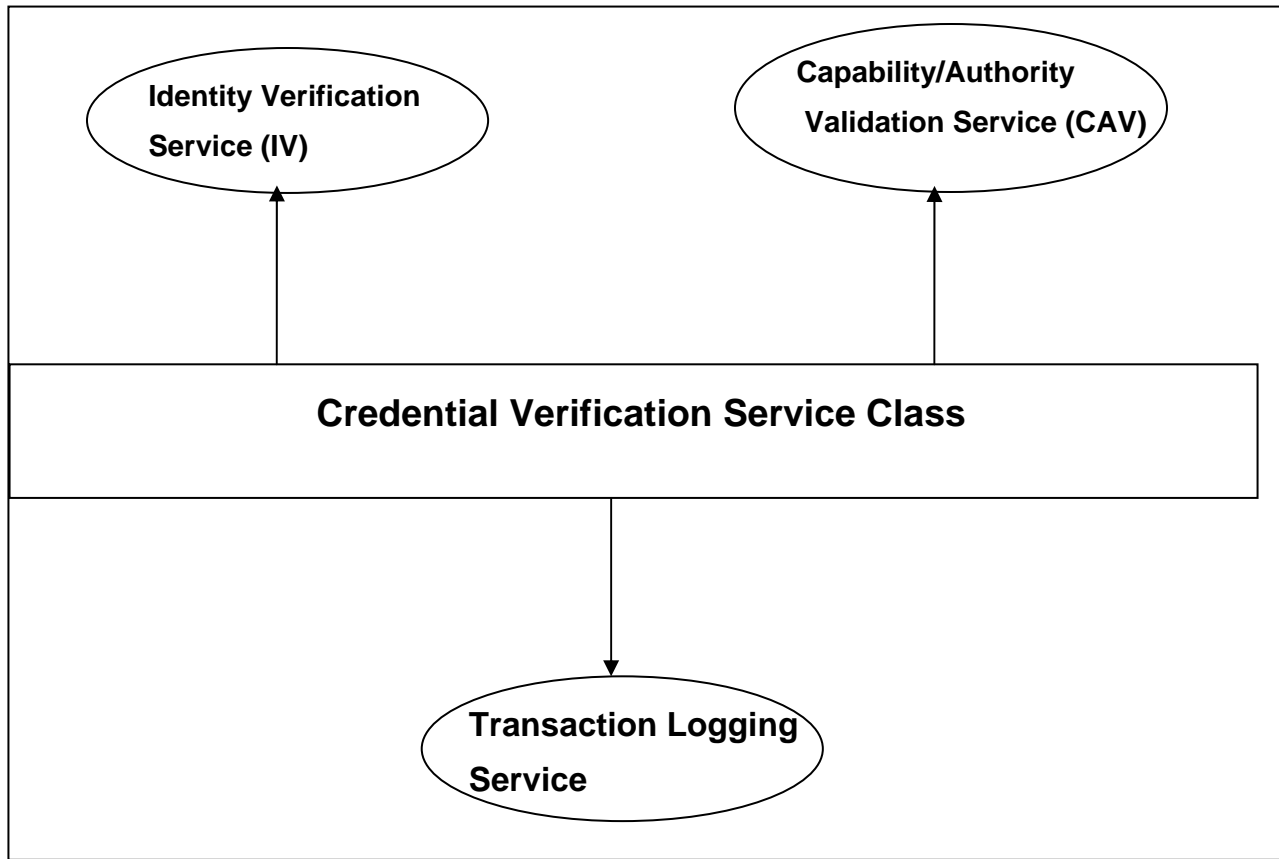 Identity Verification
Service (IV)
Capability/Authority
Validation Service (CAV)
Credential Verification Service Class
Transaction Logging
Service